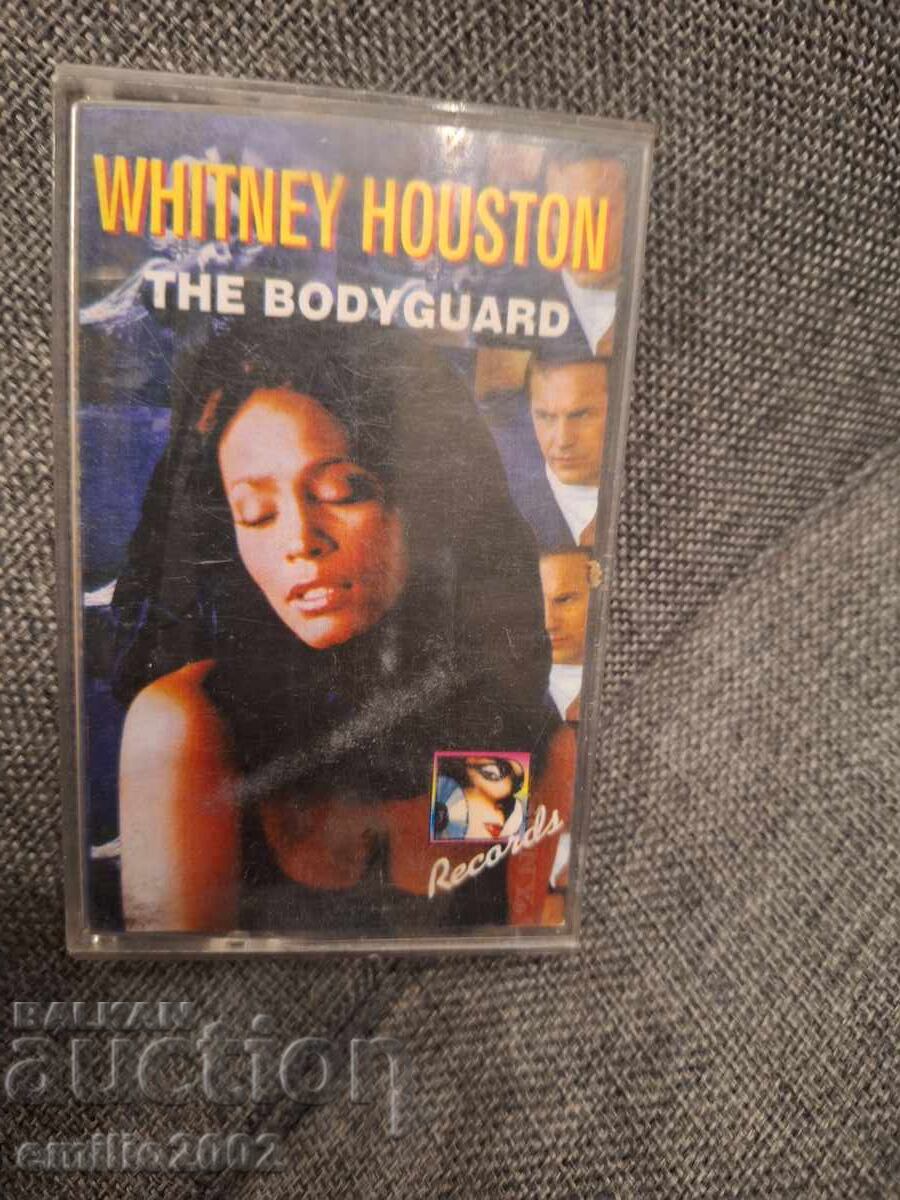 WHITNEY HOUSTON
THE BODYGUARD
Records
BALKAN
auction
emilio2002